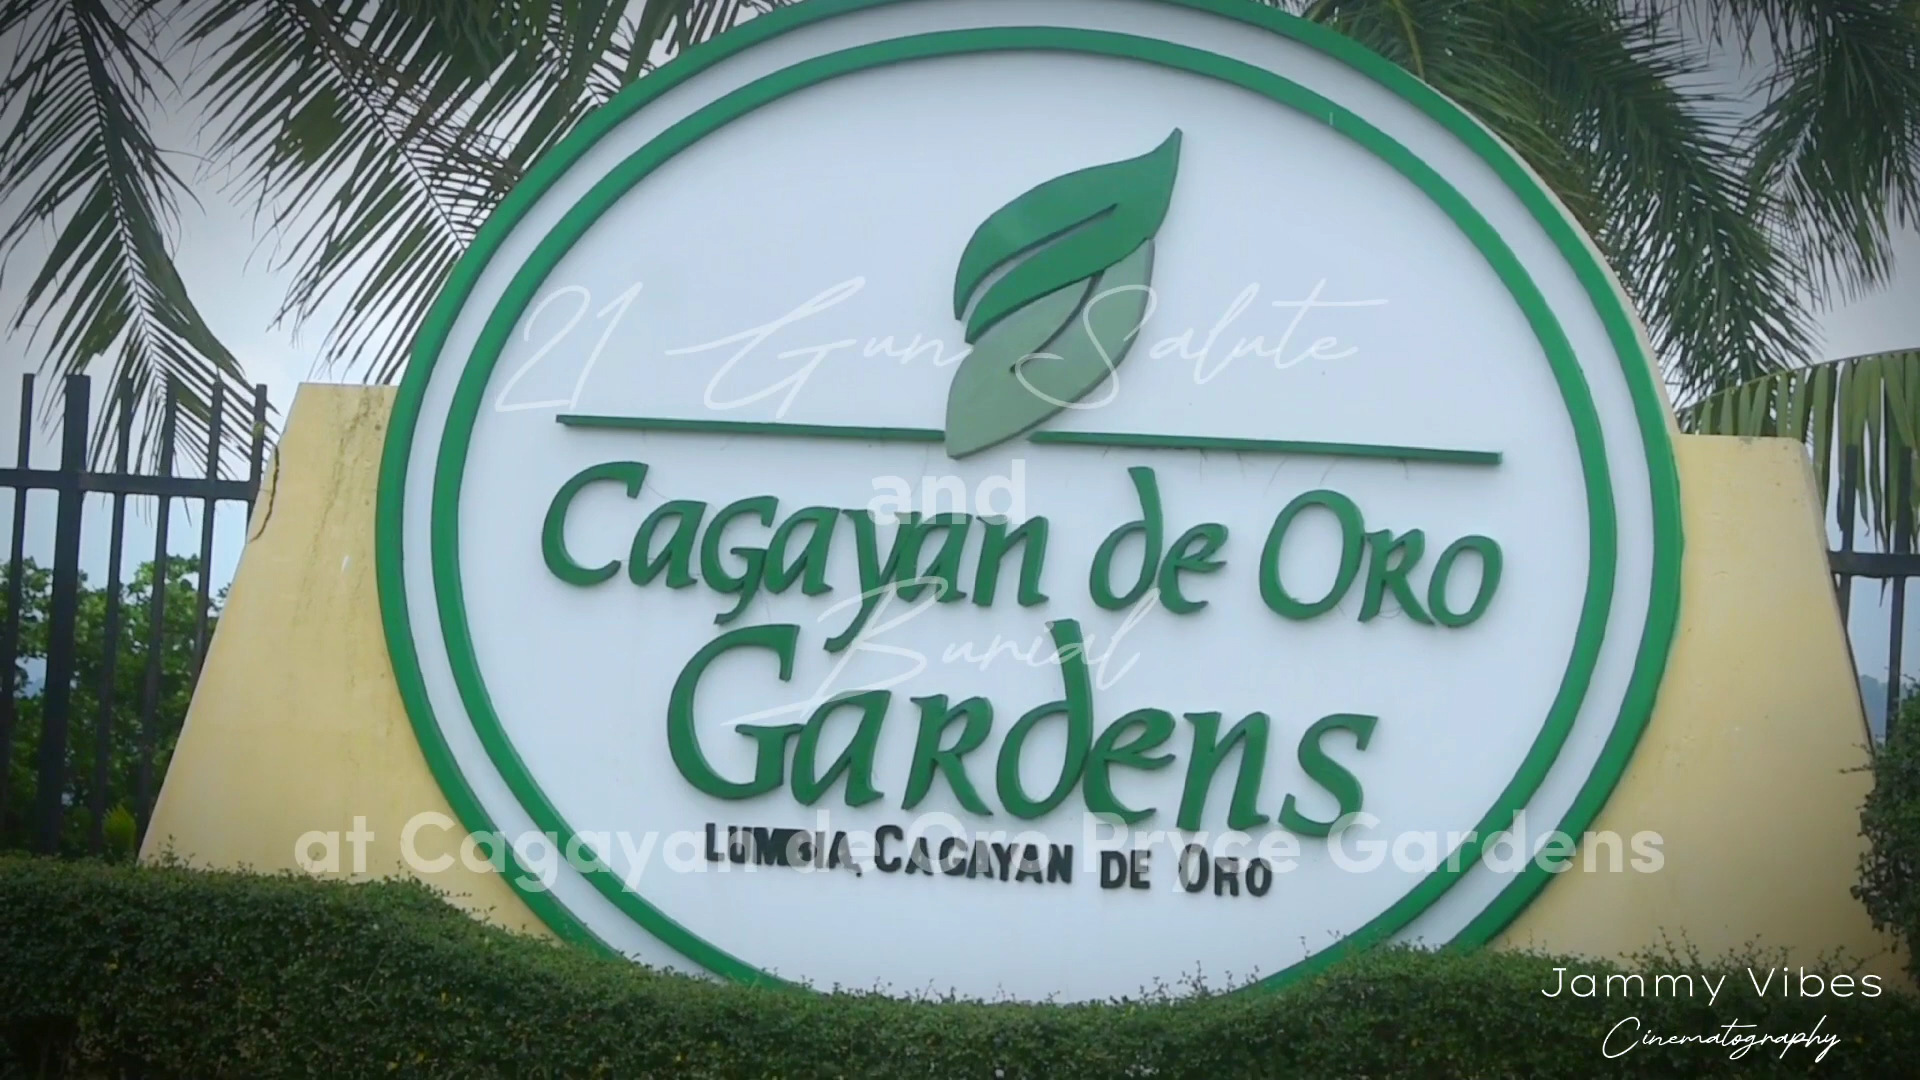 21 Gun Salute
and
Cagayan de Oro
Burial
Gardens
at Cagayan de Oro Pryce Gardens
LUMBIA, CAGAYAN DE ORO
Jammy Vibes
Cinematography